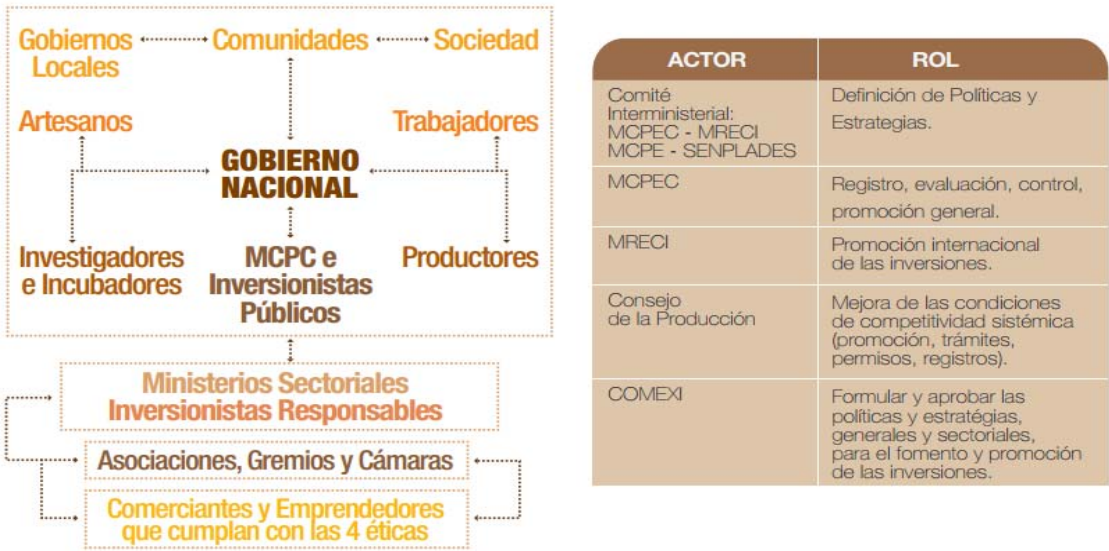 Gobiernos Locales
Comunidades
Sociedad
Artesanos
Trabajadores
GOBIERNO
NACIONAL
Investigadores
e Incubadores
MCPC e
Inversionistas
Públicos
Productores
Ministerios Sectoriales
Inversionistas Responsables
Asociaciones, Gremios y Cámaras
Comerciantes y Emprendedores
que cumplan con las 4 éticas
ACTOR
ROL
Comité
Interministerial:
MCPEC - MRECI
MCPE - SENPLADES
Definición de Políticas y
Estrategias.
MCPEC
Registro, evaluación, control,
promoción general.
MRECI
Promoción internacional
de las inversiones.
Consejo
de la Producción
Mejora de las condiciones
de competitividad sistémica
(promoción, trámites,
permisos, registros).
COMEXI
Formular y aprobar las
políticas y estratégias,
generales y sectoriales,
para el fomento y promoción
de las inversiones.